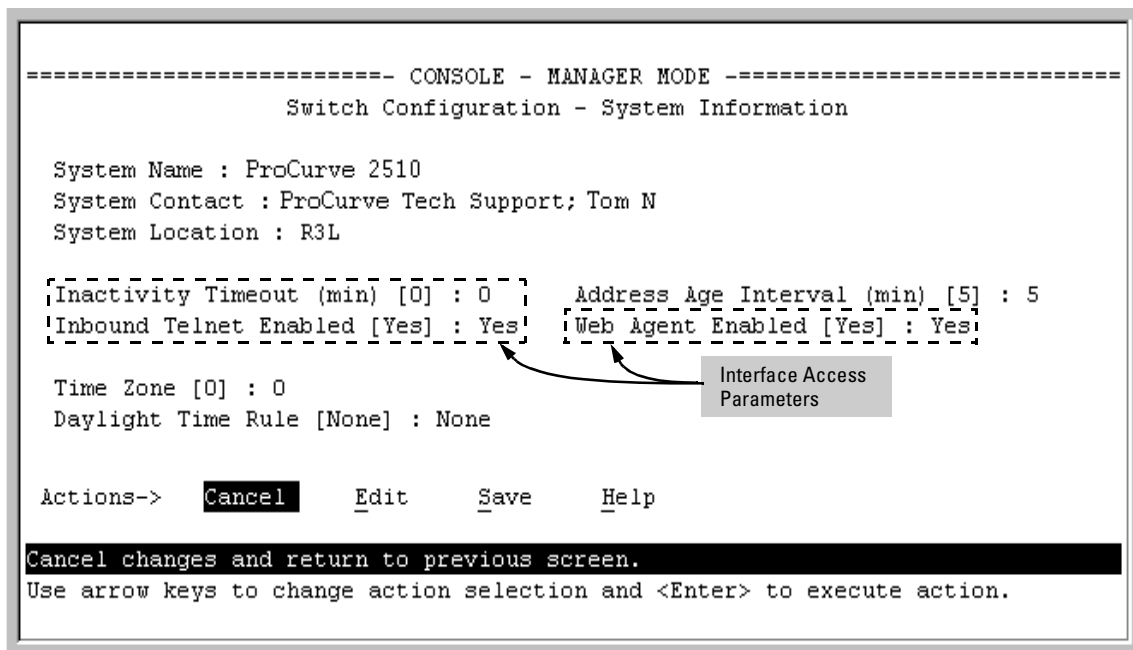 ===========================- CONSOLE - MANAGER MODE -============================
Switch Configuration - System Information
System Name : ProCurve 2510
System Contact : ProCurve Tech Support; Tom N
System Location : R3L
Inactivity Timeout (min) [0] : 0 Address Age Interval (min) [5] : 5
Inbound Telnet Enabled [Yes] : Yes Web Agent Enabled [Yes] : Yes
Interface Access
Parameters
Time Zone [0] : 0
Daylight Time Rule [None] : None
Actions-> Cancel Edit Save Help
Cancel changes and return to previous screen.
Use arrow keys to change action selection and <Enter> to execute action.